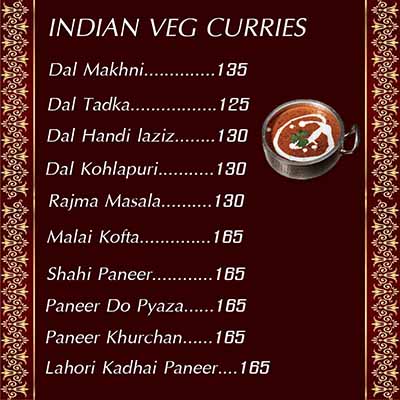 INDIAN VEG CURRIES
Dal Makhni..............135
Dal Tadka.................125
Dal Handi laziz........130
Dal Kohlapuri...........130
Rajma Masala..........130
Malai Kofta..............165
Shahi Paneer............165
Paneer Do Pyaza......165
Paneer Khurchan......165
Lahori Kadhai Paneer....165